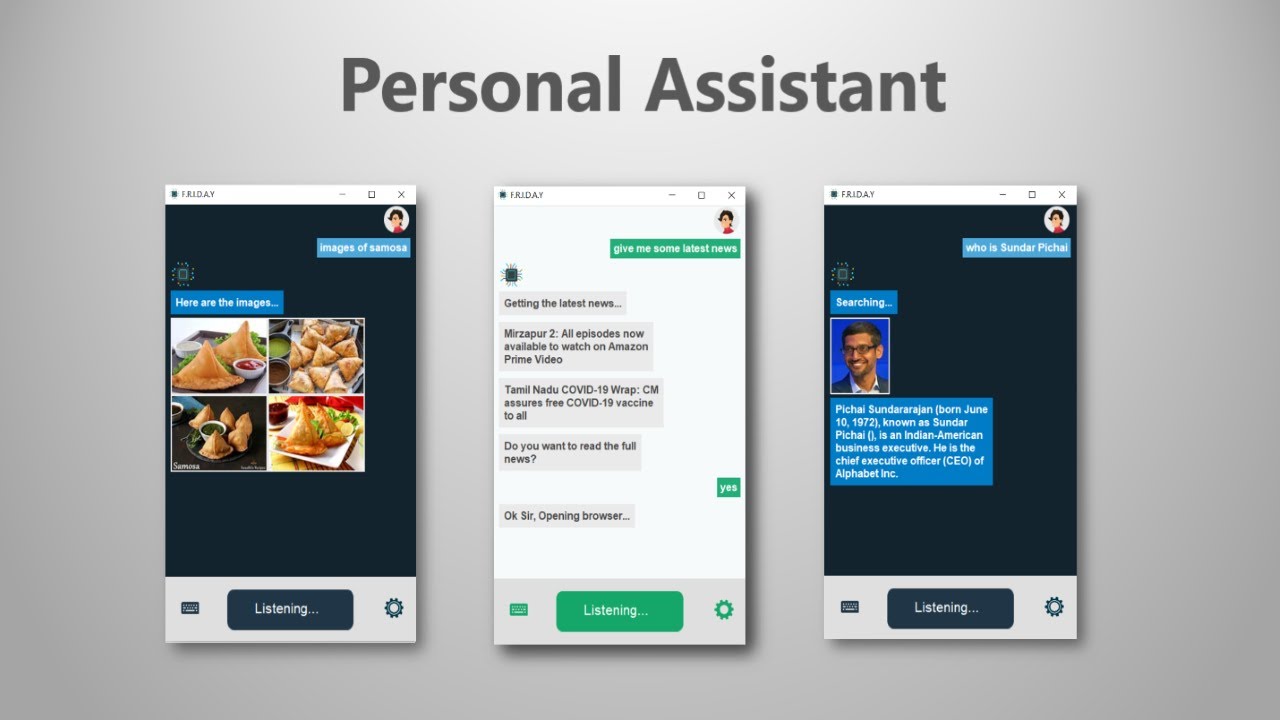 Personal Assistant
F.R.I.D.A.Y
images of samosa
Here are the images...
Samosa
Listening...
F.R.I.D.A.Y
give me some latest news
Getting the latest news...
Mirzapur 2: All episodes now
available to watch on Amazon
Prime Video
Tamil Nadu COVID-19 Wrap: CM
assures free COVID-19 vaccine
to all
Do you want to read the full
news?
yes
Ok Sir, Opening browser...
Listening...
F.R.I.D.A.Y
who is Sundar Pichai
Searching...
Pichai Sundararajan (born June
10, 1972), known as Sundar
Pichai (), is an Indian-American
business executive. He is the
chief executive officer (CEO) of
Alphabet Inc.
Listening...